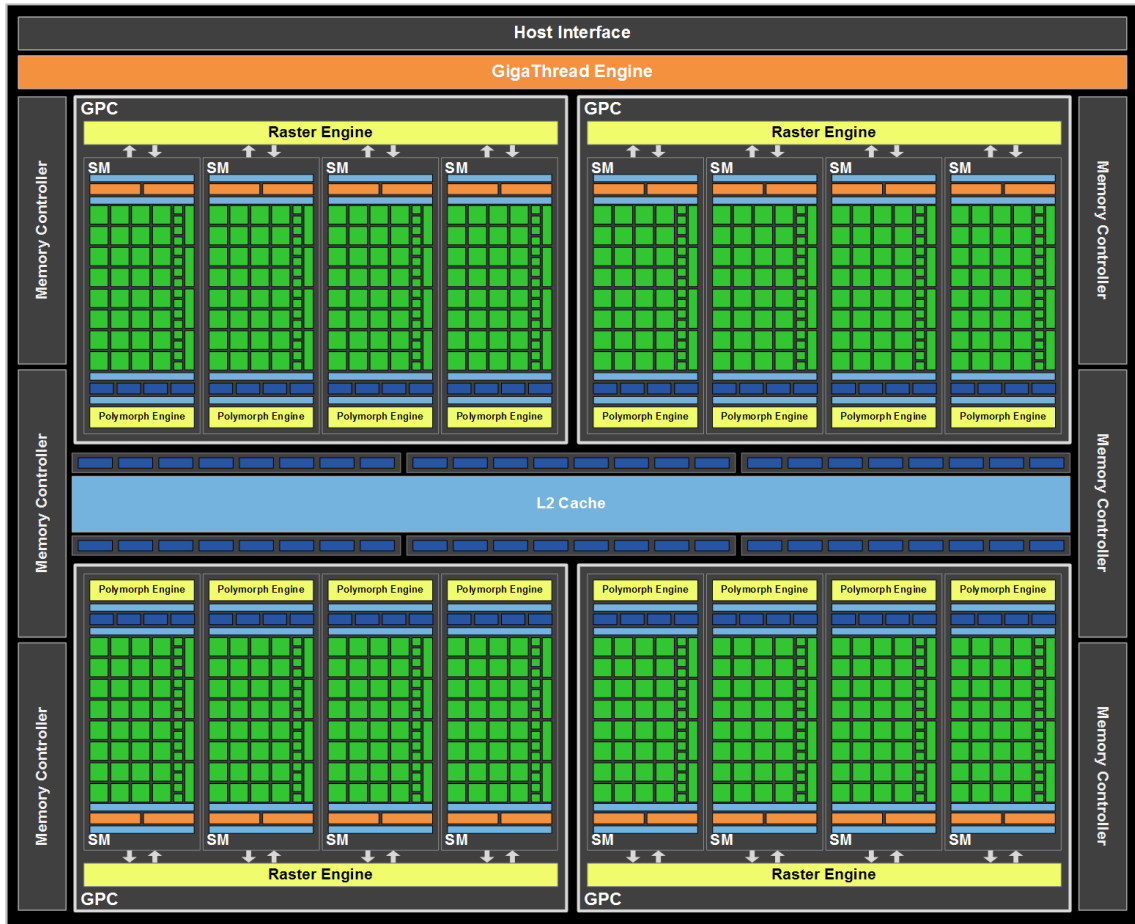 Host Interface
GigaThread Engine
GPC
GPC
Raster Engine
Raster Engine
SM
SM
SM
SM
SM
SM
SM
SM
Memory Controller
Memory Controller
Polymorph Engine
Polymorph Engine
Polymorph Engine
Polymorph Engine
Polymorph Engine
Polymorph Engine
Polymorph Engine
Polymorph Engine
Memory Controller
L2 Cache
Memory Controller
Polymorph Engine
Polymorph Engine
Polymorph Engine
Polymorph Engine
Polymorph Engine
Polymorph Engine
Polymorph Engine
Polymorph Engine
Memory Controller
Memory Controller
SM
SM
SM
SM
SM
SM
SM
SM
Raster Engine
Raster Engine
GPC
GPC